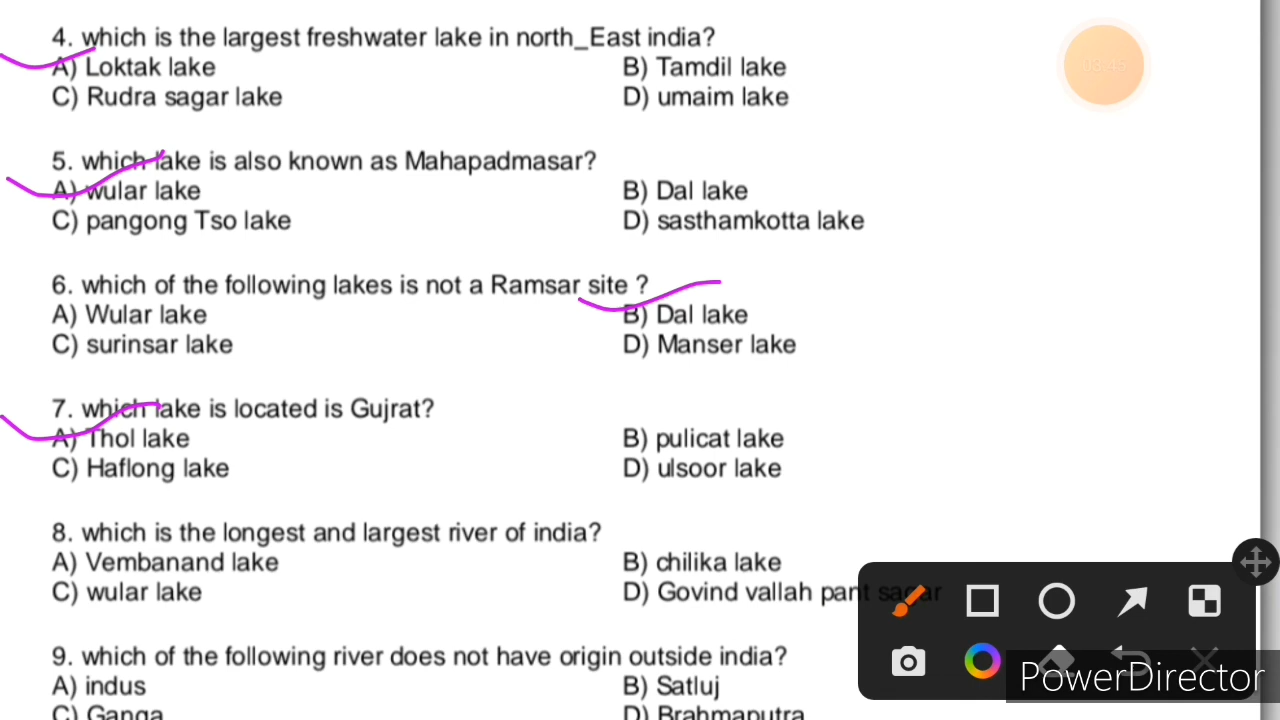 4. which is the largest freshwater lake in north_East india?
A) Loktak lake B) Tamdil lake
C) Rudra sagar lake D) umaim lake
5. which lake is also known as Mahapadmasar?
A) wular lake B) Dal lake
C) pangong Tso lake D) sasthamkotta lake
6. which of the following lakes is not a Ramsar site ?
A) Wular lake B) Dal lake
C) surinsar lake D) Manser lake
7. which lake is located is Gujrat?
A) Thol lake B) pulicat lake
C) Haflong lake D) ulsoor lake
8. which is the longest and largest river of india?
A) Vembanand lake B) chilika lake
C) wular lake D) Govind vallah pant sagar
9. which of the following river does not have origin outside india?
A) indus B) Satluj
C) Ganga D) Brahmaputra
PowerDirector